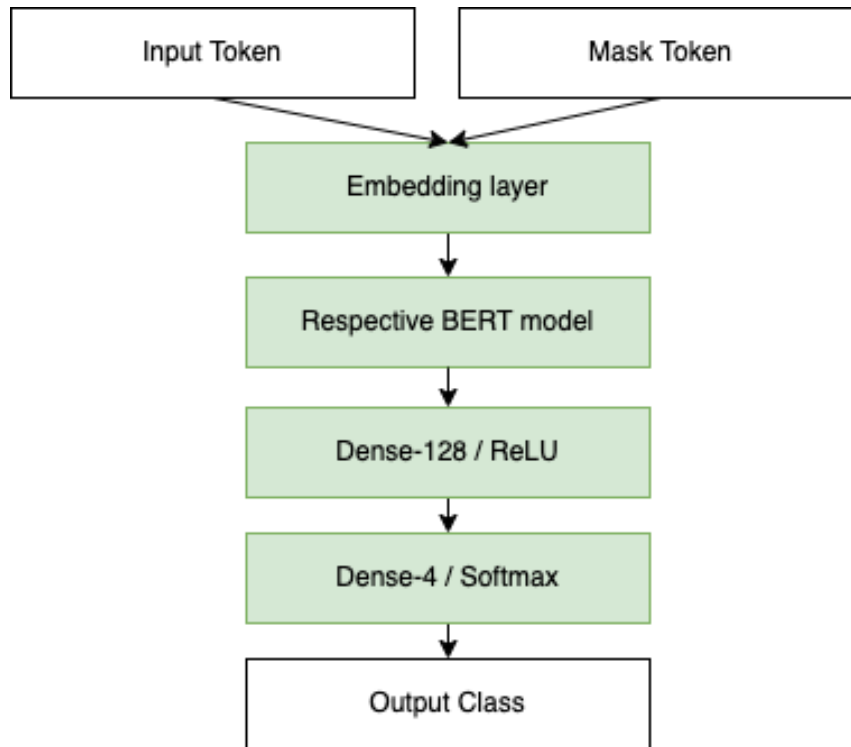 Input Token
Mask Token
Embedding layer
Respective BERT model
Dense-128 / ReLU
Dense-4 / Softmax
Output Class